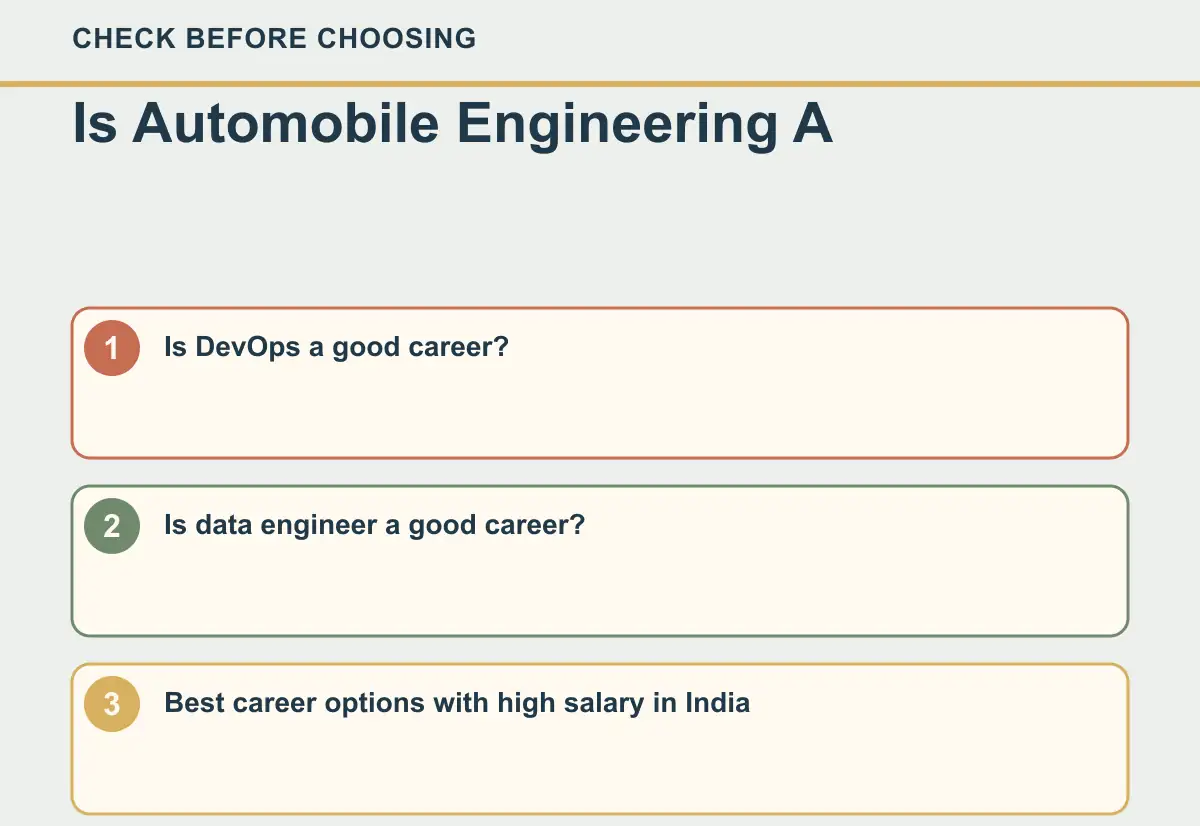 CHECK BEFORE CHOOSING
Is Automobile Engineering A
1 Is DevOps a good career?
2 Is data engineer a good career?
3 Best career options with high salary in India